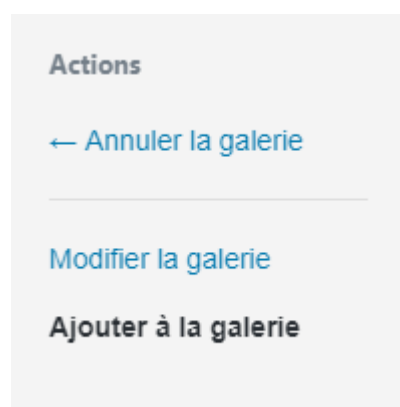 Actions
← Annuler la galerie
Modifier la galerie
Ajouter à la galerie